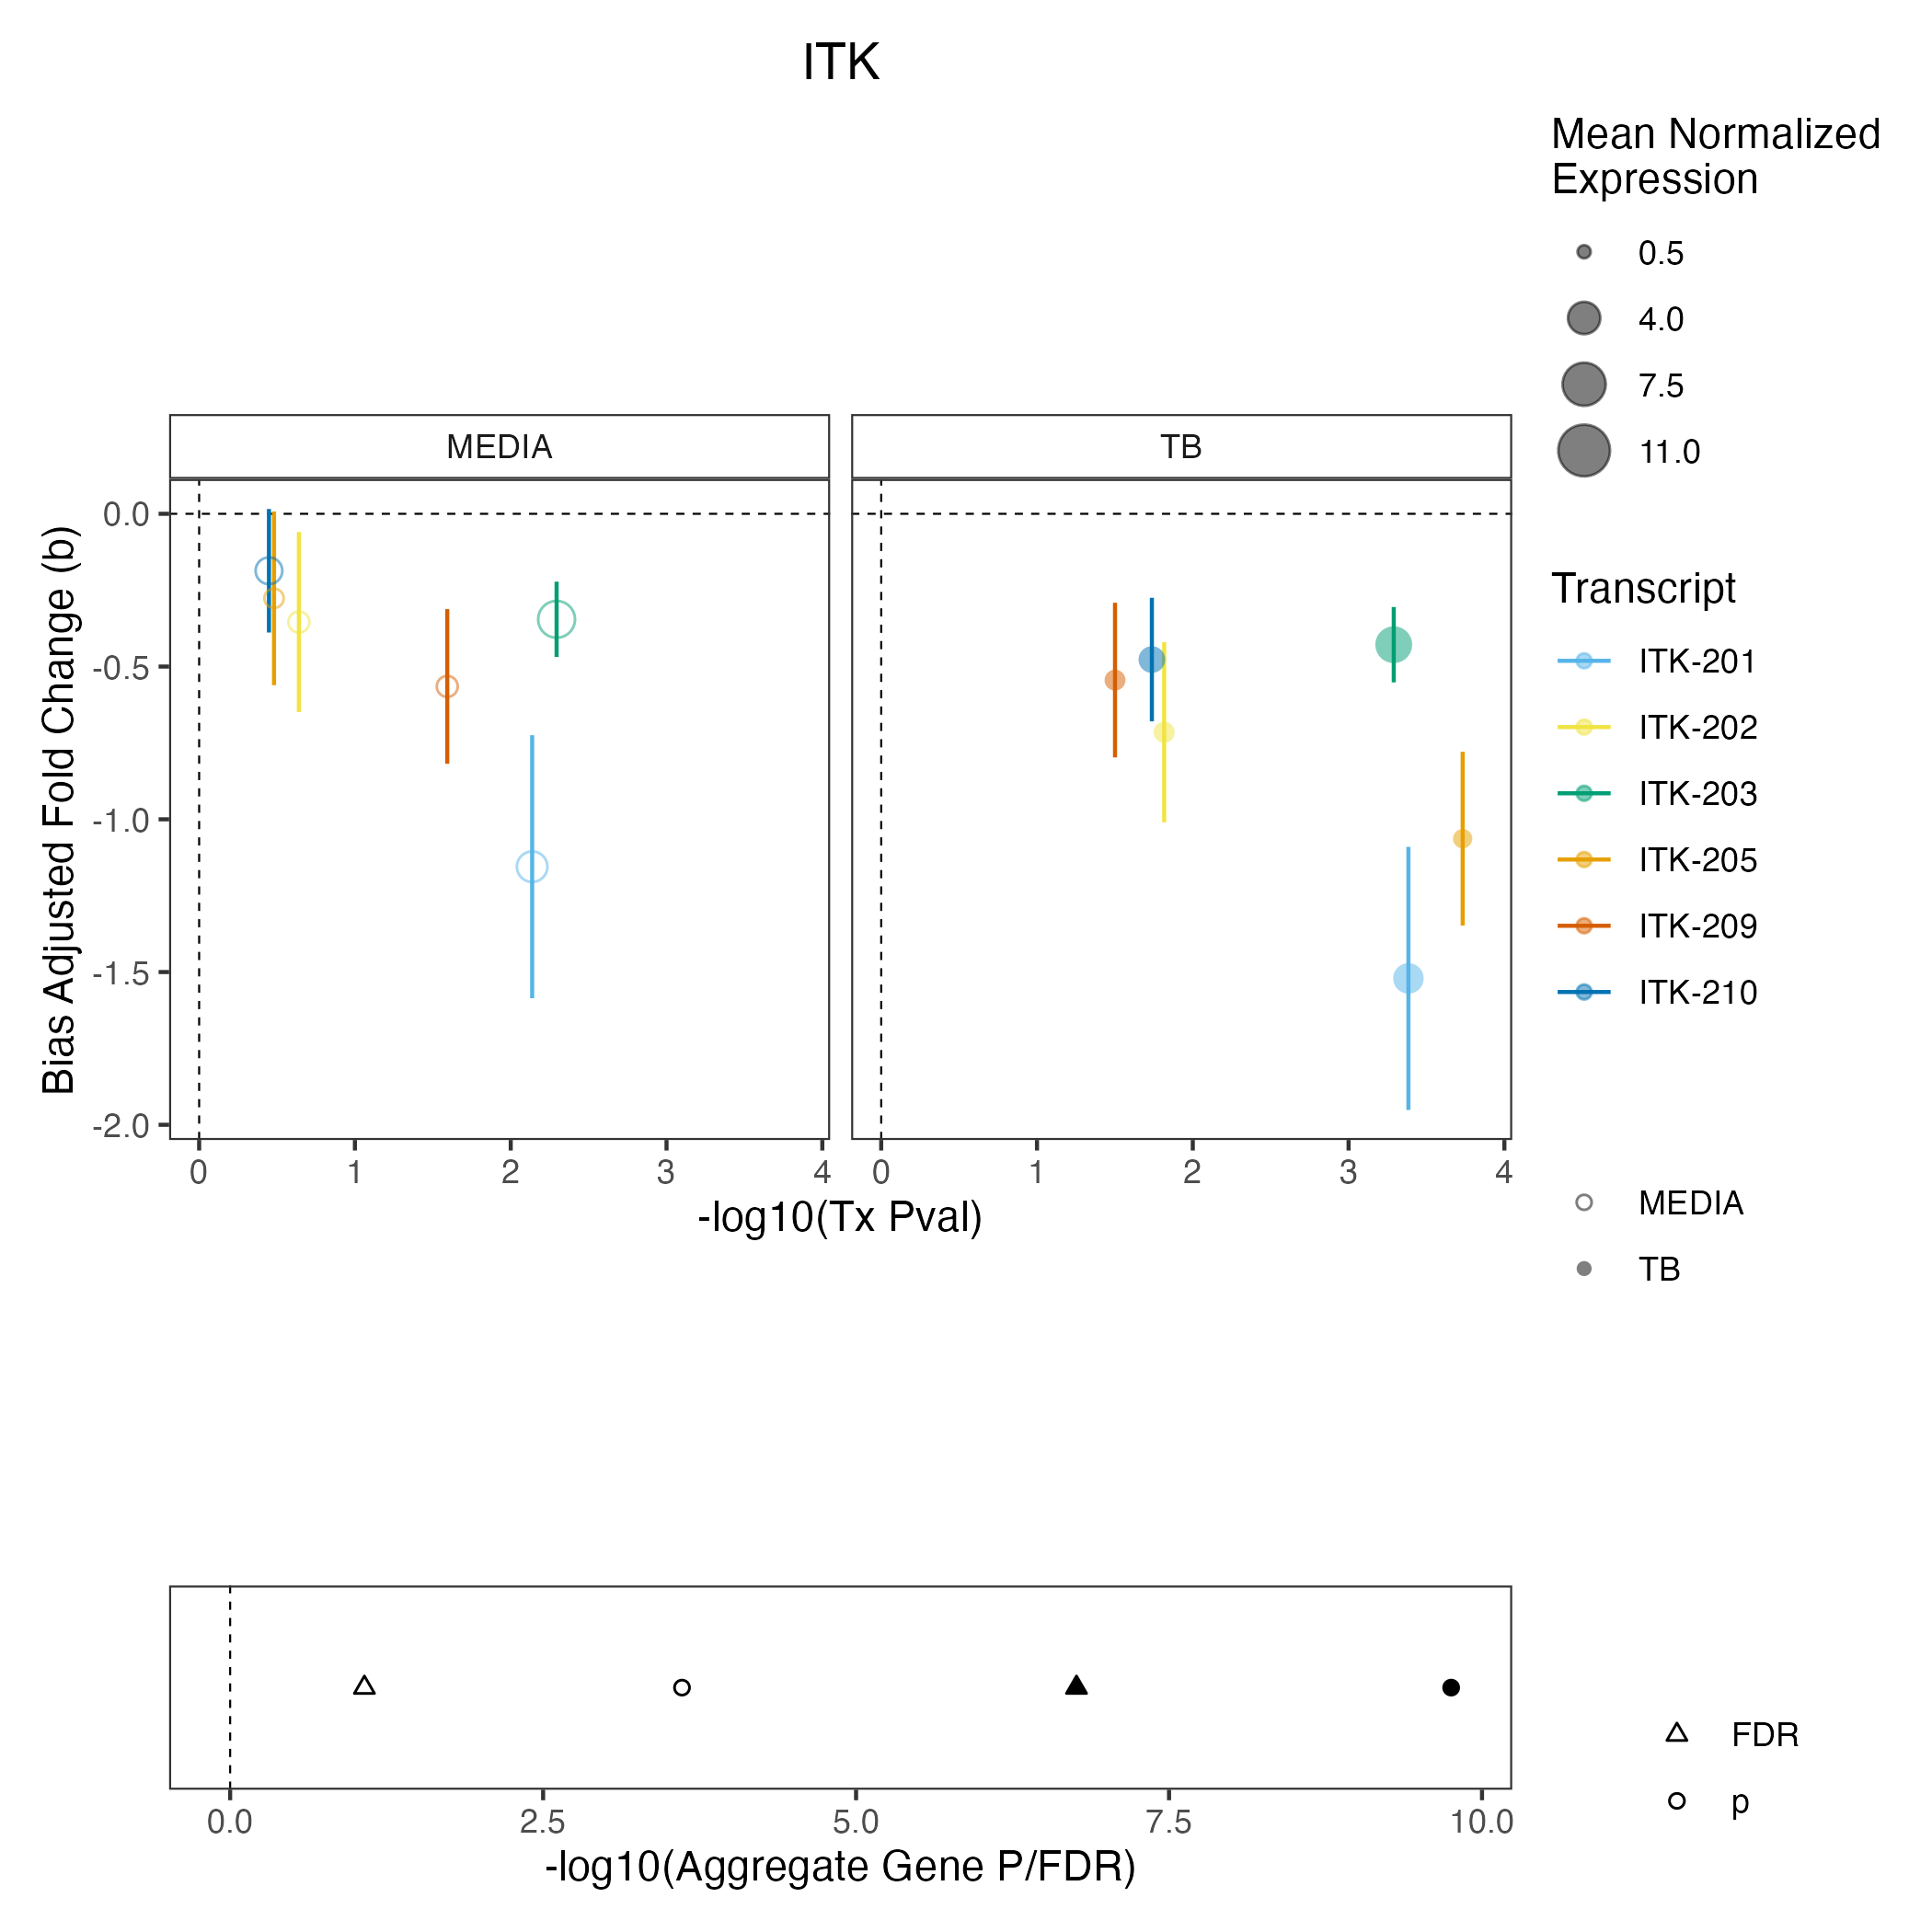 ITK
Mean Normalized
Expression
0.5
4.0
7.5
11.0
MEDIA
TB
0.0
-0.5
-1.0
-1.5
-2.0
Bias Adjusted Fold Change (b)
0 1 2 3 4
0 1 2 3 4
-log10(Tx Pval)
Transcript
ITK-201
ITK-202
ITK-203
ITK-205
ITK-209
ITK-210
MEDIA
TB
0.0 2.5 5.0 7.5 10.0
-log10(Aggregate Gene P/FDR)
FDR
p